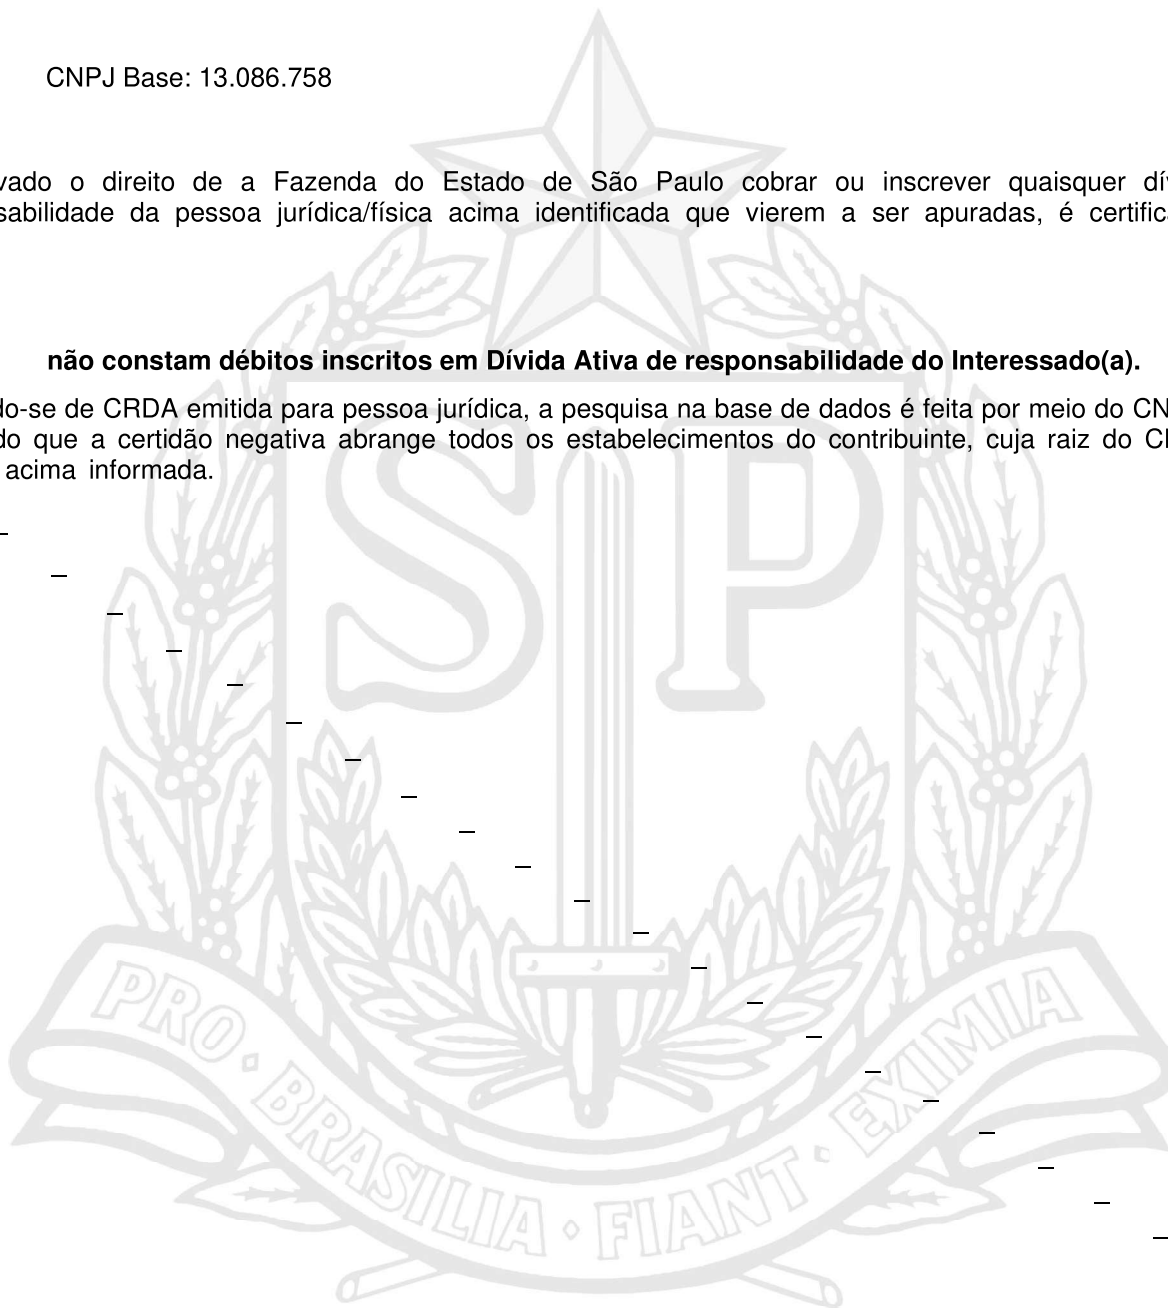 CNPJ Base: 13.086.758
vado o direito de a Fazenda do Estado de São Paulo cobrar ou inscrever quaisquer dív
sabilidade da pessoa jurídica/física acima identificada que vierem a ser apuradas, é certifica
não constam débitos inscritos em Dívida Ativa de responsabilidade do Interessado(a).
do-se de CRDA emitida para pessoa jurídica, a pesquisa na base de dados é feita por meio do CN
do que a certidão negativa abrange todos os estabelecimentos do contribuinte, cuja raiz do C
acima informada.
SP
PRO · BRASILIA · FIANT · EXIMIA